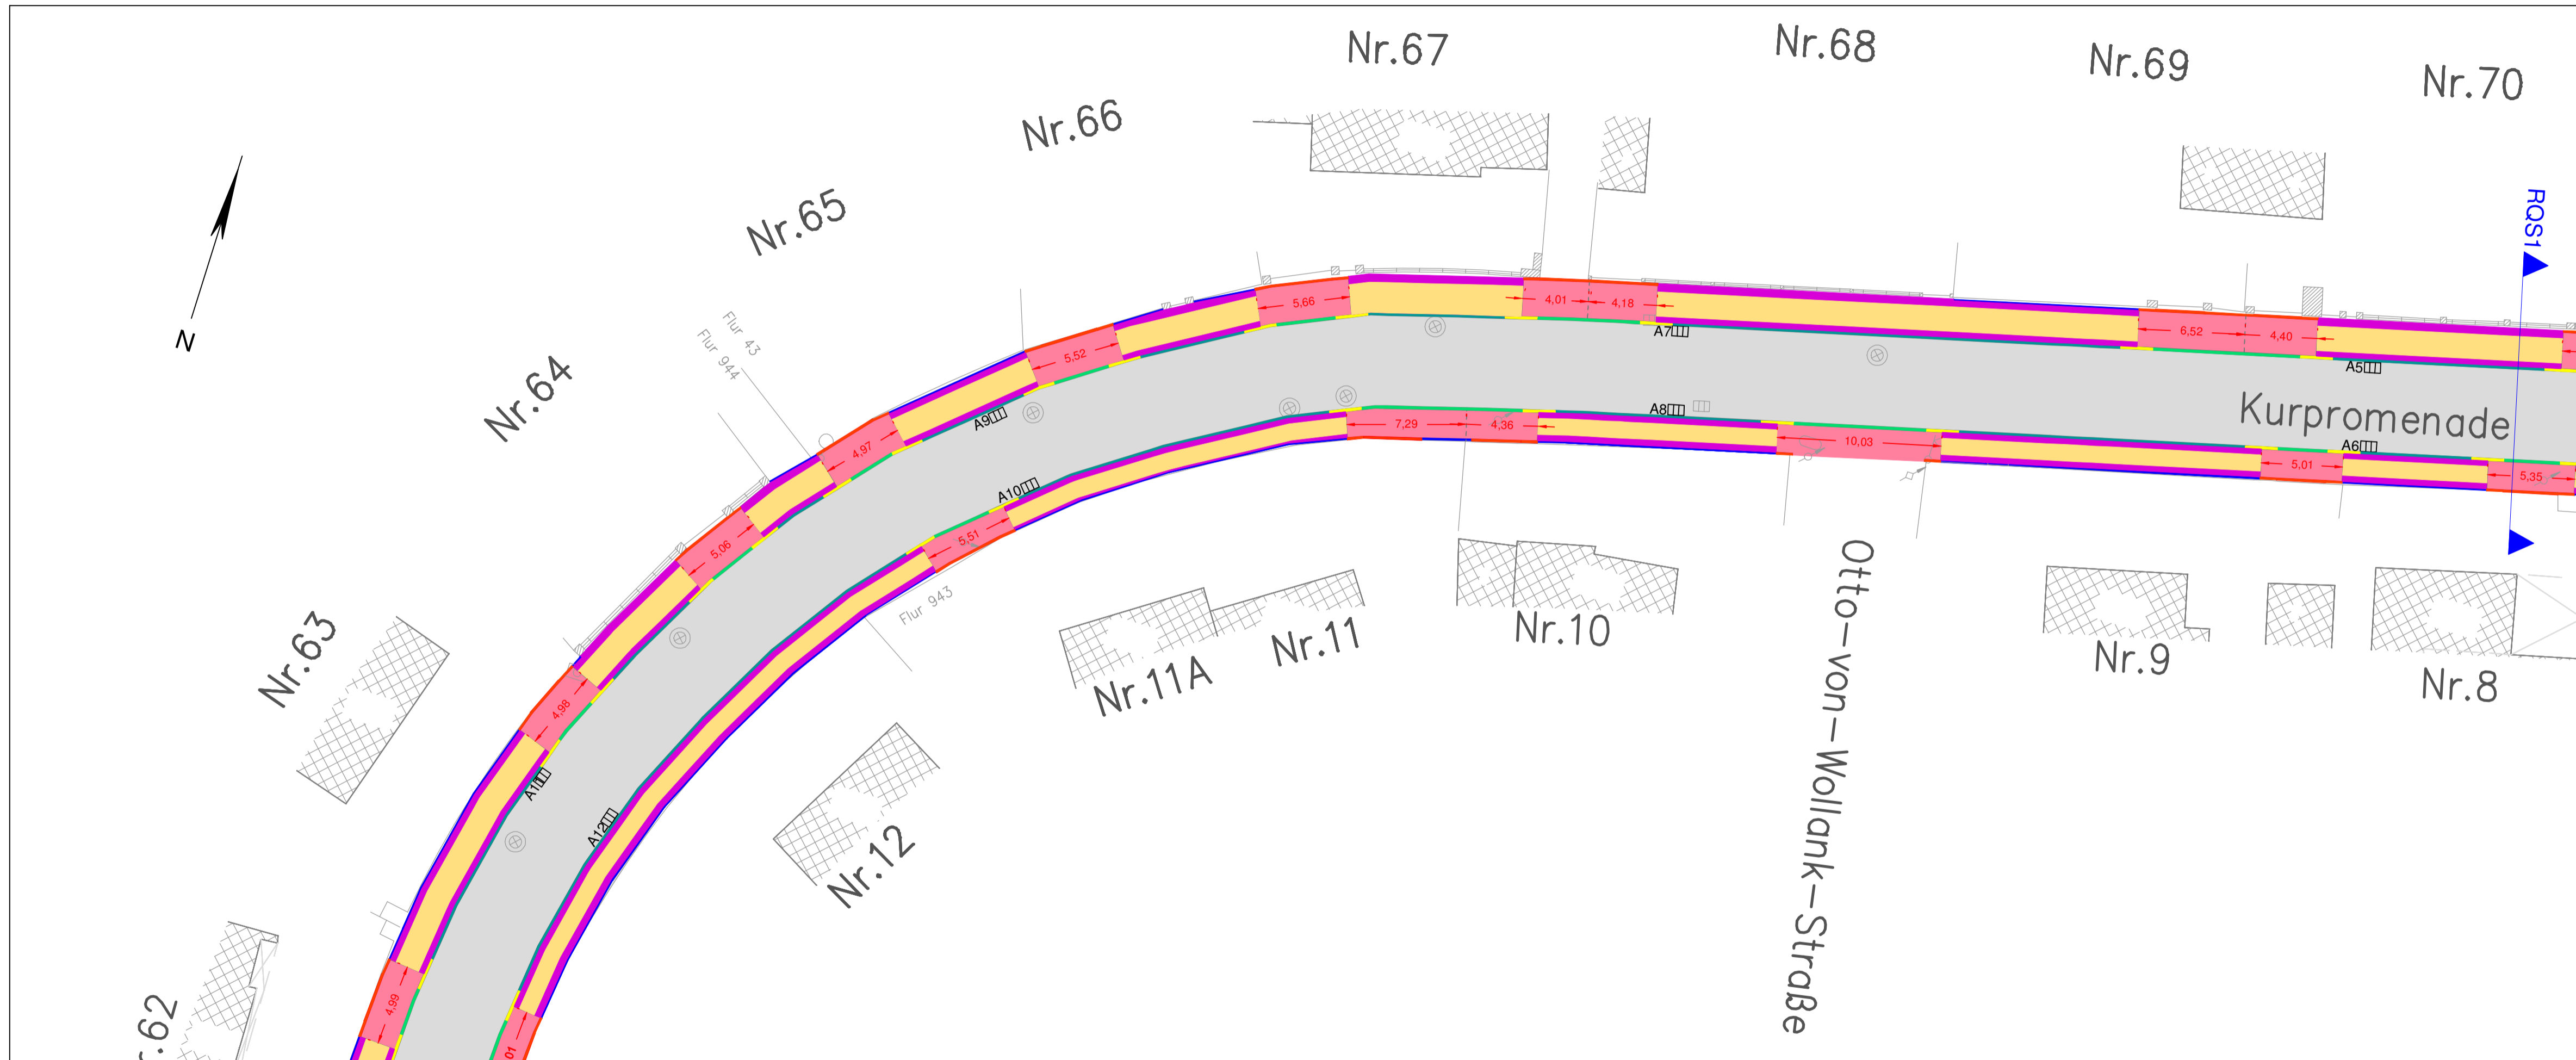 Nr.67
Nr.68
Nr.69
Nr.70
Nr.66
Nr.65
Nr.64
Nr.63
N
Flur 43
Flur 944
RQS1
5,66
4,01
4,18
A7
6,52
4,40
A5
5,52
A9
4,97
5,06
4,98
A11
4,99
Kurpromenade
7,29
4,36
A8
10,03
5,01
A6
5,35
A10
5,51
Flur 943
A12
Nr.11A
Nr.11
Nr.10
Otto-von-Wollank-Straße
Nr.9
Nr.8
Nr.12
r.62
01